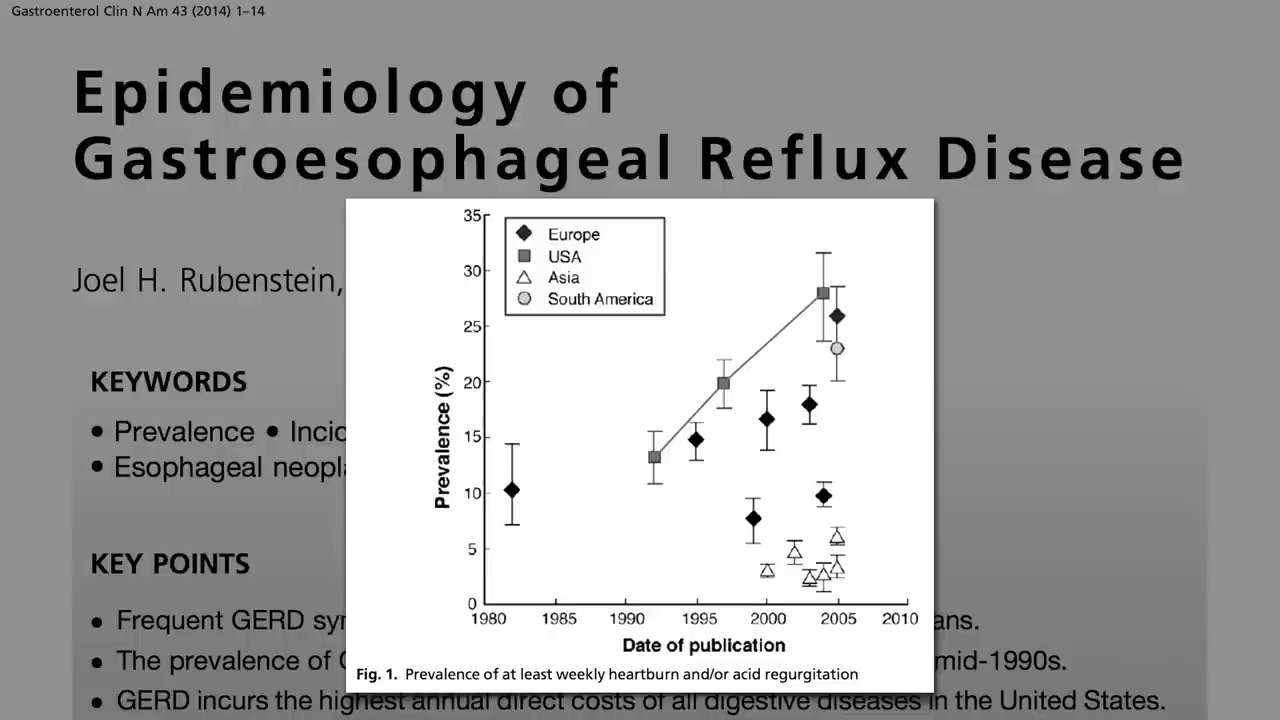 Gastroenterol Clin N Am 43 (2014) 1–14
Epidemiology of
Gastroesophageal Reflux Disease
Joel H. Rubenstein,
KEYWORDS
• Prevalence •
• Esophageal
KEY POINTS
• Frequent GERD
• The prevalence of
mid-1990s.
• GERD incurs the highest annual direct costs of all digestive diseases in the United States.
35
30
25
20
15
10
5
0
Prevalence (%)
Europe
USA
Asia
South America
1980 1985 1990 1995 2000 2005 2010
Date of publication
Fig. 1. Prevalence of at least weekly heartburn and/or acid regurgitation